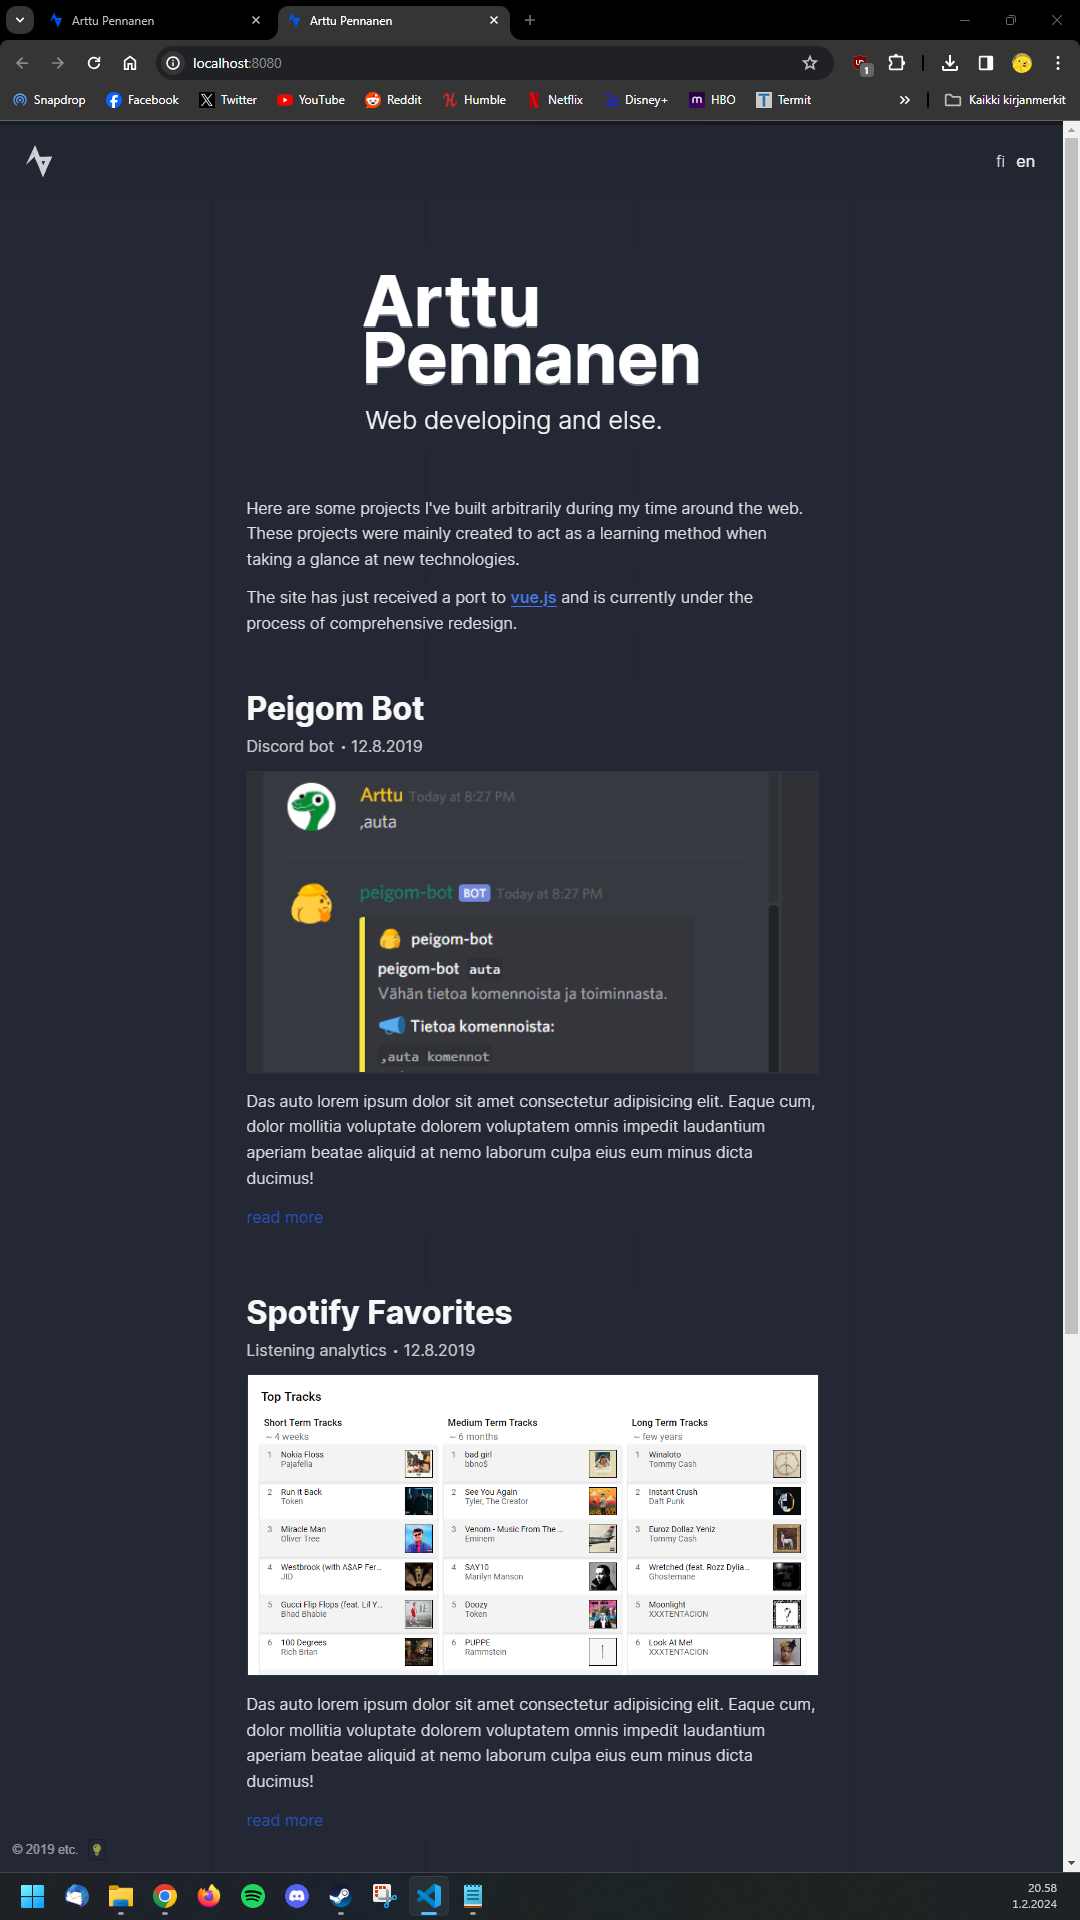 Arttu Pennanen
Arttu Pennanen
localhost:8080
1
Snapdrop Facebook Twitter YouTube Reddit Humble Netflix Disney+ HBO Termit » Kaikki kirjanmerkit
fi en
Arttu
Pennanen
Web developing and else.
Here are some projects I've built arbitrarily during my time around the web.
These projects were mainly created to act as a learning method when
taking a glance at new technologies.
The site has just received a port to vue.js and is currently under the
process of comprehensive redesign.
Peigom Bot
Discord bot • 12.8.2019
Arttu Today at 8:27 PM
,auta
peigom-bot BOT Today at 8:27 PM
peigom-bot
peigom-bot auta
Vähän tietoa komennoista ja toiminnasta.
Tietoa komennoista:
,auta komennot
Das auto lorem ipsum dolor sit amet consectetur adipisicing elit. Eaque cum,
dolor mollitia voluptate dolorem voluptatem omnis impedit laudantium
aperiam beatae aliquid at nemo laborum culpa eius eum minus dicta
ducimus!
read more
Spotify Favorites
Listening analytics • 12.8.2019
Top Tracks
Short Term Tracks
~ 4 weeks
1 Nokia Floss
Pajafella
2 Run It Back
Token
3 Miracle Man
Oliver Tree
4 Westbrook (with A$AP Fer...
JID
5 Gucci Flip Flops (feat. Lil Y...
Bhad Bhabie
6 100 Degrees
Rich Brian
Medium Term Tracks
~ 6 months
1 bad girl
bbno$
2 See You Again
Tyler, The Creator
3 Venom - Music From The ...
Eminem
4 SAY10
Marilyn Manson
5 Doozy
Token
6 PUPPE
Rammstein
Long Term Tracks
~ few years
1 Winaloto
Tommy Cash
2 Instant Crush
Daft Punk
3 Euroz Dollaz Yeniz
Tommy Cash
4 Wretched (feat. Rozz Dylia...
Ghostemane
5 Moonlight
XXXTENTACION
6 Look At Me!
XXXTENTACION
Das auto lorem ipsum dolor sit amet consectetur adipisicing elit. Eaque cum,
dolor mollitia voluptate dolorem voluptatem omnis impedit laudantium
aperiam beatae aliquid at nemo laborum culpa eius eum minus dicta
ducimus!
read more
© 2019 etc.
20.58
1.2.2024